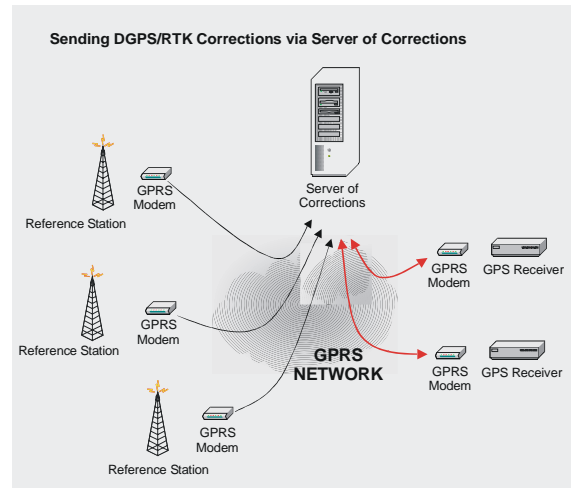 Sending DGPS/RTK Corrections via Server of Corrections
Server of
Corrections
GPRS
Modem
Reference Station
GPRS
Modem
GPS Receiver
GPRS
Modem
Reference Station
GPRS
NETWORK
GPRS
Modem
GPS Receiver
GPRS
Modem
Reference Station